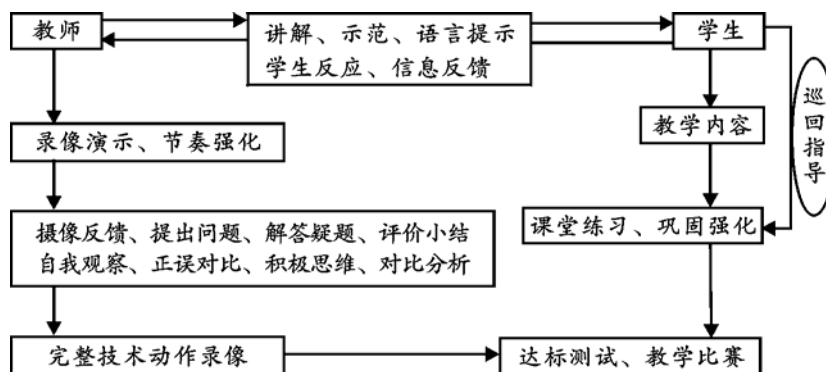 教师
讲解、示范、语言提示
学生反应、信息反馈
学生
巡回指导
教学内容
录像演示、节奏强化
摄像反馈、提出问题、解答疑题、评价小结
自我观察、正误对比、积极思维、对比分析
课堂练习、巩固强化
完整技术动作录像
达标测试、教学比赛